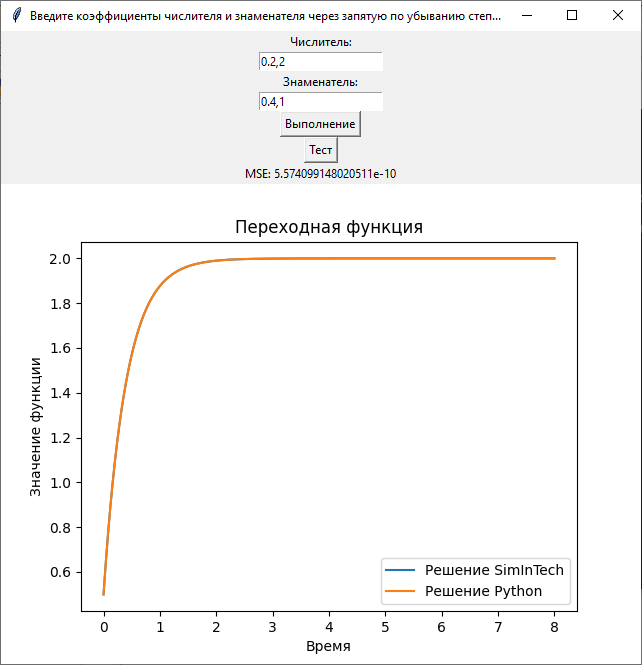 Введите коэффициенты числителя и знаменателя через запятую по убыванию степ...
Числитель:
0.2,2
Знаменатель:
0.4,1
Выполнение
Тест
MSE: 5.574099148020511e-10
Переходная функция
2.0
1.8
1.6
1.4
1.2
1.0
0.8
0.6
Значение функции
Решение SimInTech
Решение Python
0 1 2 3 4 5 6 7 8
Время